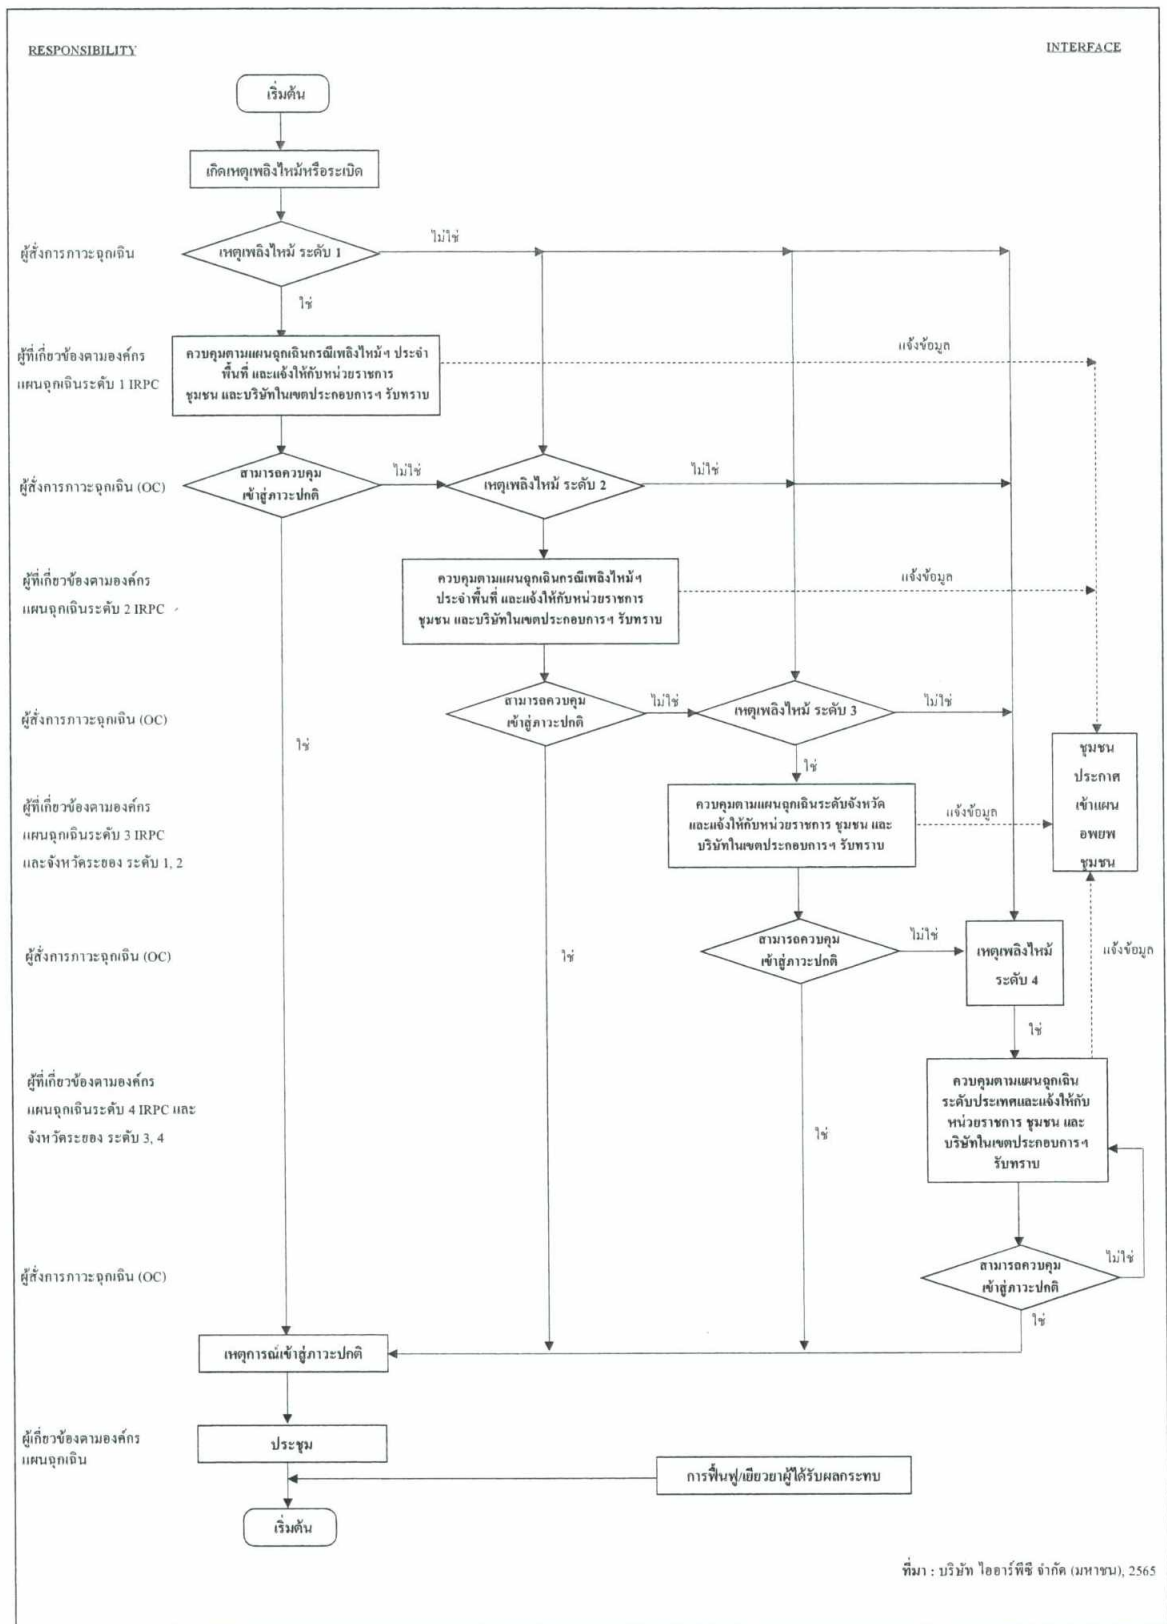 RESPONSIBILITY
INTERFACE
เริ่มต้น
เกิดเหตุเพลิงไหม้หรือระเบิด
ผู้สั่งการภาวะฉุกเฉิน
เหตุเพลิงไหม้ ระดับ 1
ไม่ใช่
ใช่
ผู้ที่เกี่ยวข้องตามองค์กร
แผนฉุกเฉินระดับ 1 IRPC
ควบคุมตามแผนฉุกเฉินกรณีเพลิงไหม้ฯ ประจำ
พื้นที่ และแจ้งให้กับหน่วยราชการ
ชุมชน และบริษัทในเขตประกอบการฯ รับทราบ
แจ้งข้อมูล
ผู้สั่งการภาวะฉุกเฉิน (OC)
สามารถควบคุม
เข้าสู่ภาวะปกติ
ไม่ใช่
เหตุเพลิงไหม้ ระดับ 2
ไม่ใช่
ผู้ที่เกี่ยวข้องตามองค์กร
แผนฉุกเฉินระดับ 2 IRPC
ควบคุมตามแผนฉุกเฉินกรณีเพลิงไหม้ฯ
ประจำพื้นที่ และแจ้งให้กับหน่วยราชการ
ชุมชน และบริษัทในเขตประกอบการฯ รับทราบ
แจ้งข้อมูล
ผู้สั่งการภาวะฉุกเฉิน (OC)
ใช่
สามารถควบคุม
เข้าสู่ภาวะปกติ
ไม่ใช่
เหตุเพลิงไหม้ ระดับ 3
ไม่ใช่
ใช่
ชุมชน
ประกาศ
เข้าแผน
อพยพ
ชุมชน
ผู้ที่เกี่ยวข้องตามองค์กร
แผนฉุกเฉินระดับ 3 IRPC
และจังหวัดระยอง ระดับ 1, 2
ควบคุมตามแผนฉุกเฉินระดับจังหวัด
และแจ้งให้กับหน่วยราชการ ชุมชน และ
บริษัทในเขตประกอบการฯ รับทราบ
แจ้งข้อมูล
ผู้สั่งการภาวะฉุกเฉิน (OC)
ใช่
สามารถควบคุม
เข้าสู่ภาวะปกติ
ไม่ใช่
เหตุเพลิงไหม้
ระดับ 4
แจ้งข้อมูล
ใช่
ผู้ที่เกี่ยวข้องตามองค์กร
แผนฉุกเฉินระดับ 4 IRPC และ
จังหวัดระยอง ระดับ 3, 4
ใช่
ควบคุมตามแผนฉุกเฉิน
ระดับประเทศและแจ้งให้กับ
หน่วยราชการ ชุมชน และ
บริษัทในเขตประกอบการฯ
รับทราบ
ผู้สั่งการภาวะฉุกเฉิน (OC)
สามารถควบคุม
เข้าสู่ภาวะปกติ
ไม่ใช่
ใช่
เหตุการณ์เข้าสู่ภาวะปกติ
ผู้เกี่ยวข้องตามองค์กร
แผนฉุกเฉิน
ประชุม
การฟื้นฟู/เยียวยาผู้ได้รับผลกระทบ
เริ่มต้น
ที่มา : บริษัท ไออาร์พีซี จำกัด (มหาชน), 2565